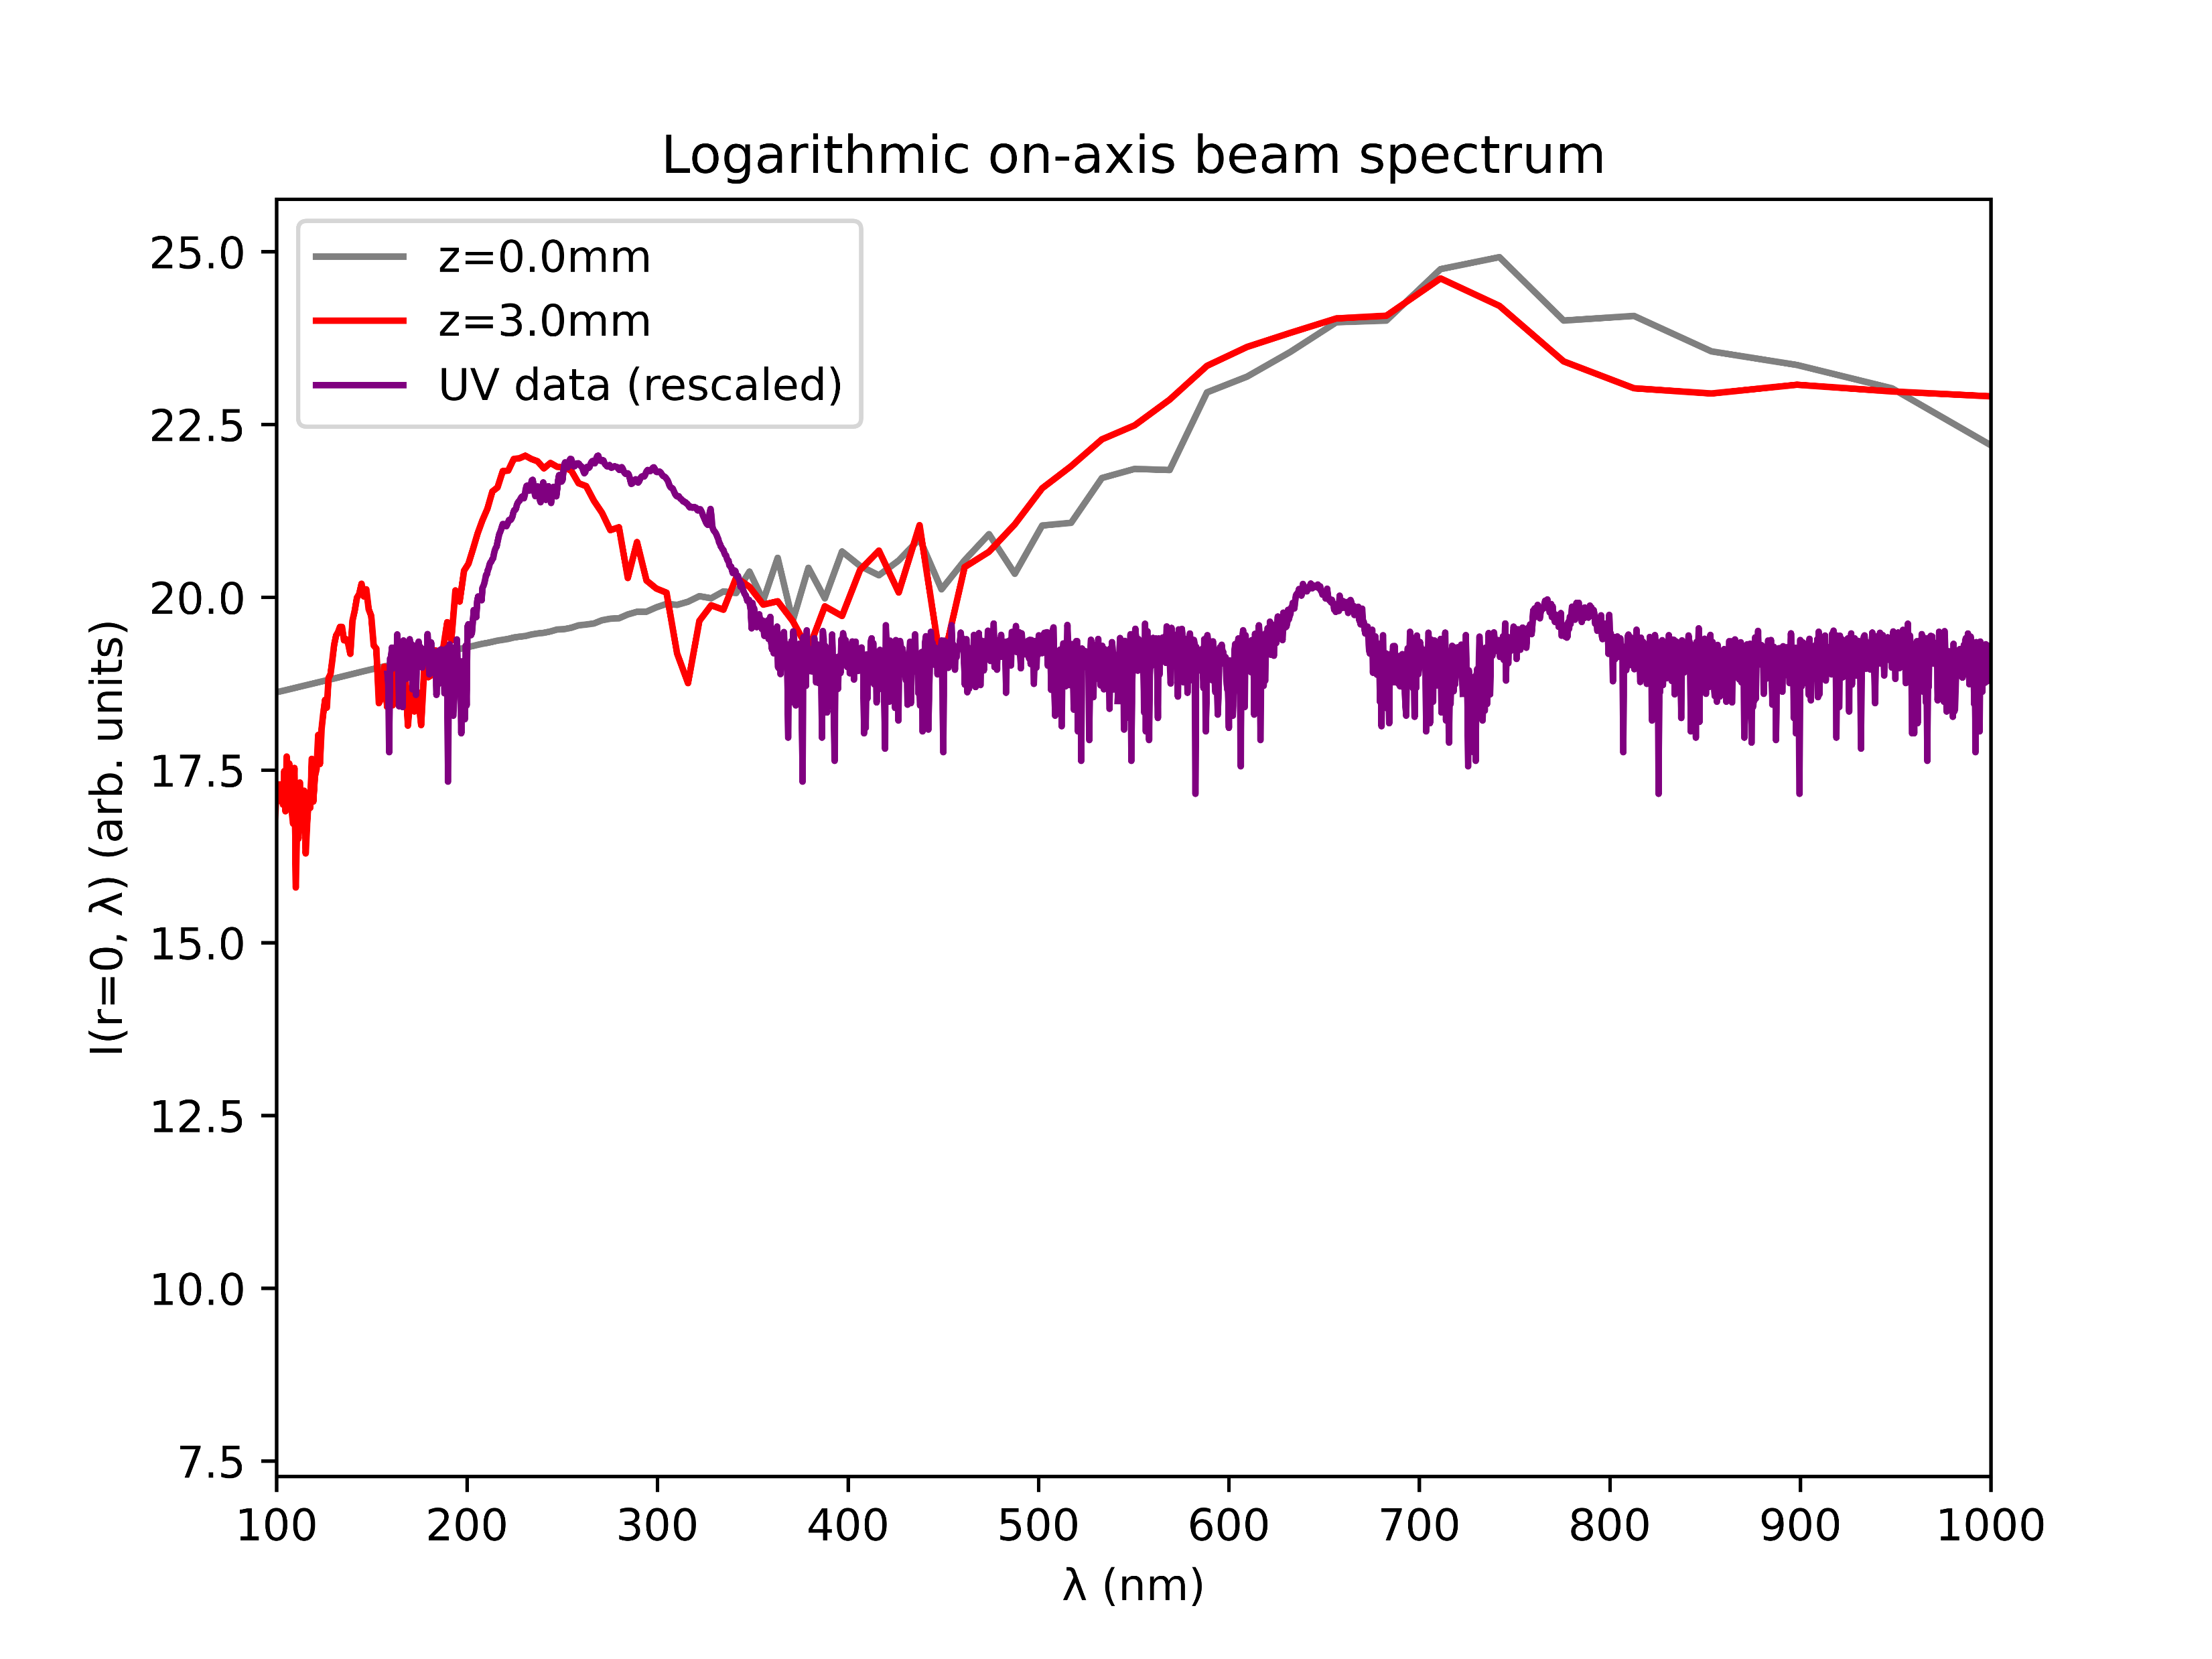 Logarithmic on-axis beam spectrum
z=0.0mm
z=3.0mm
UV data (rescaled)
I(r=0, λ) (arb. units)
25.0
22.5
20.0
17.5
15.0
12.5
10.0
7.5
100 200 300 400 500 600 700 800 900 1000
λ (nm)